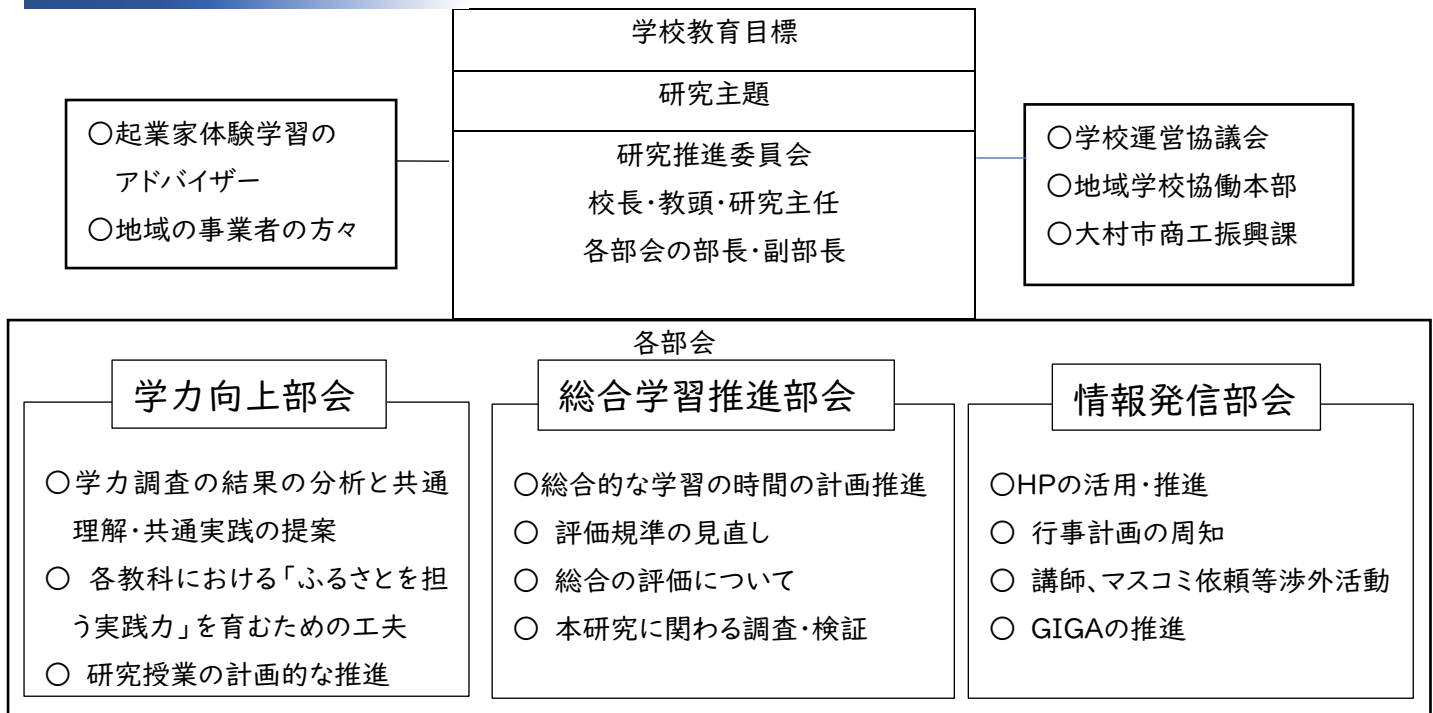 学校教育目標
研究主題
研究推進委員会
校長・教頭・研究主任
各部会の部長・副部長
○起業家体験学習の
アドバイザー
○地域の事業者の方々
○学校運営協議会
○地域学校協働本部
○大村市商工振興課
各部会
学力向上部会
○学力調査の結果の分析と共通
理解・共通実践の提案
○ 各教科における「ふるさとを担
う実践力」を育むための工夫
○ 研究授業の計画的な推進
総合学習推進部会
○総合的な学習の時間の計画推進
○ 評価規準の見直し
○ 総合の評価について
○ 本研究に関わる調査・検証
情報発信部会
○HPの活用・推進
○ 行事計画の周知
○ 講師、マスコミ依頼等渉外活動
○ GIGAの推進